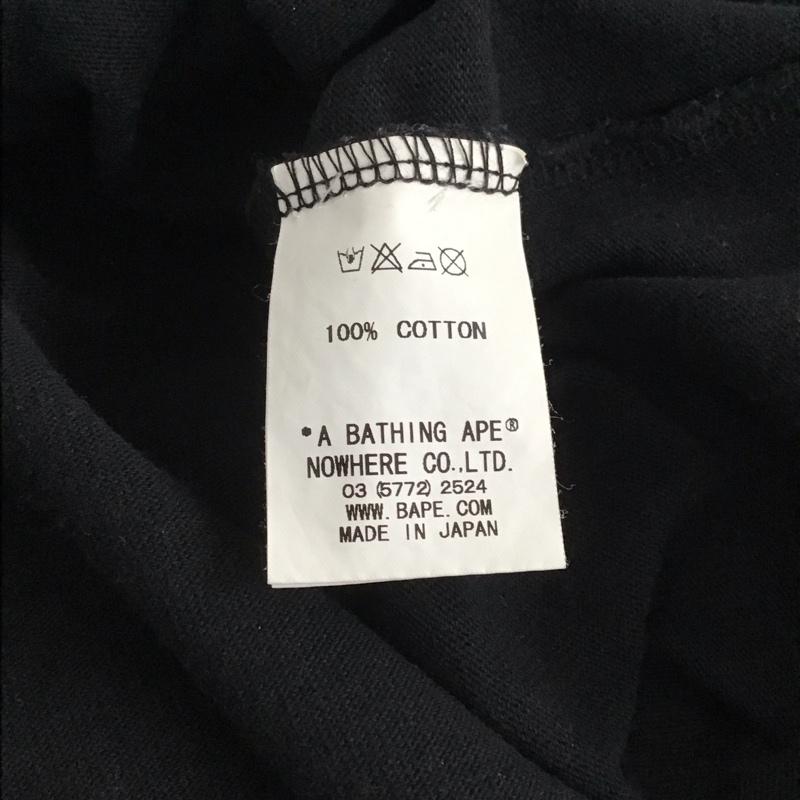 100% COTTON
*A BATHING APE®
NOWHERE CO.,LTD.
03 (5772) 2524
WWW.BAPE.COM
MADE IN JAPAN